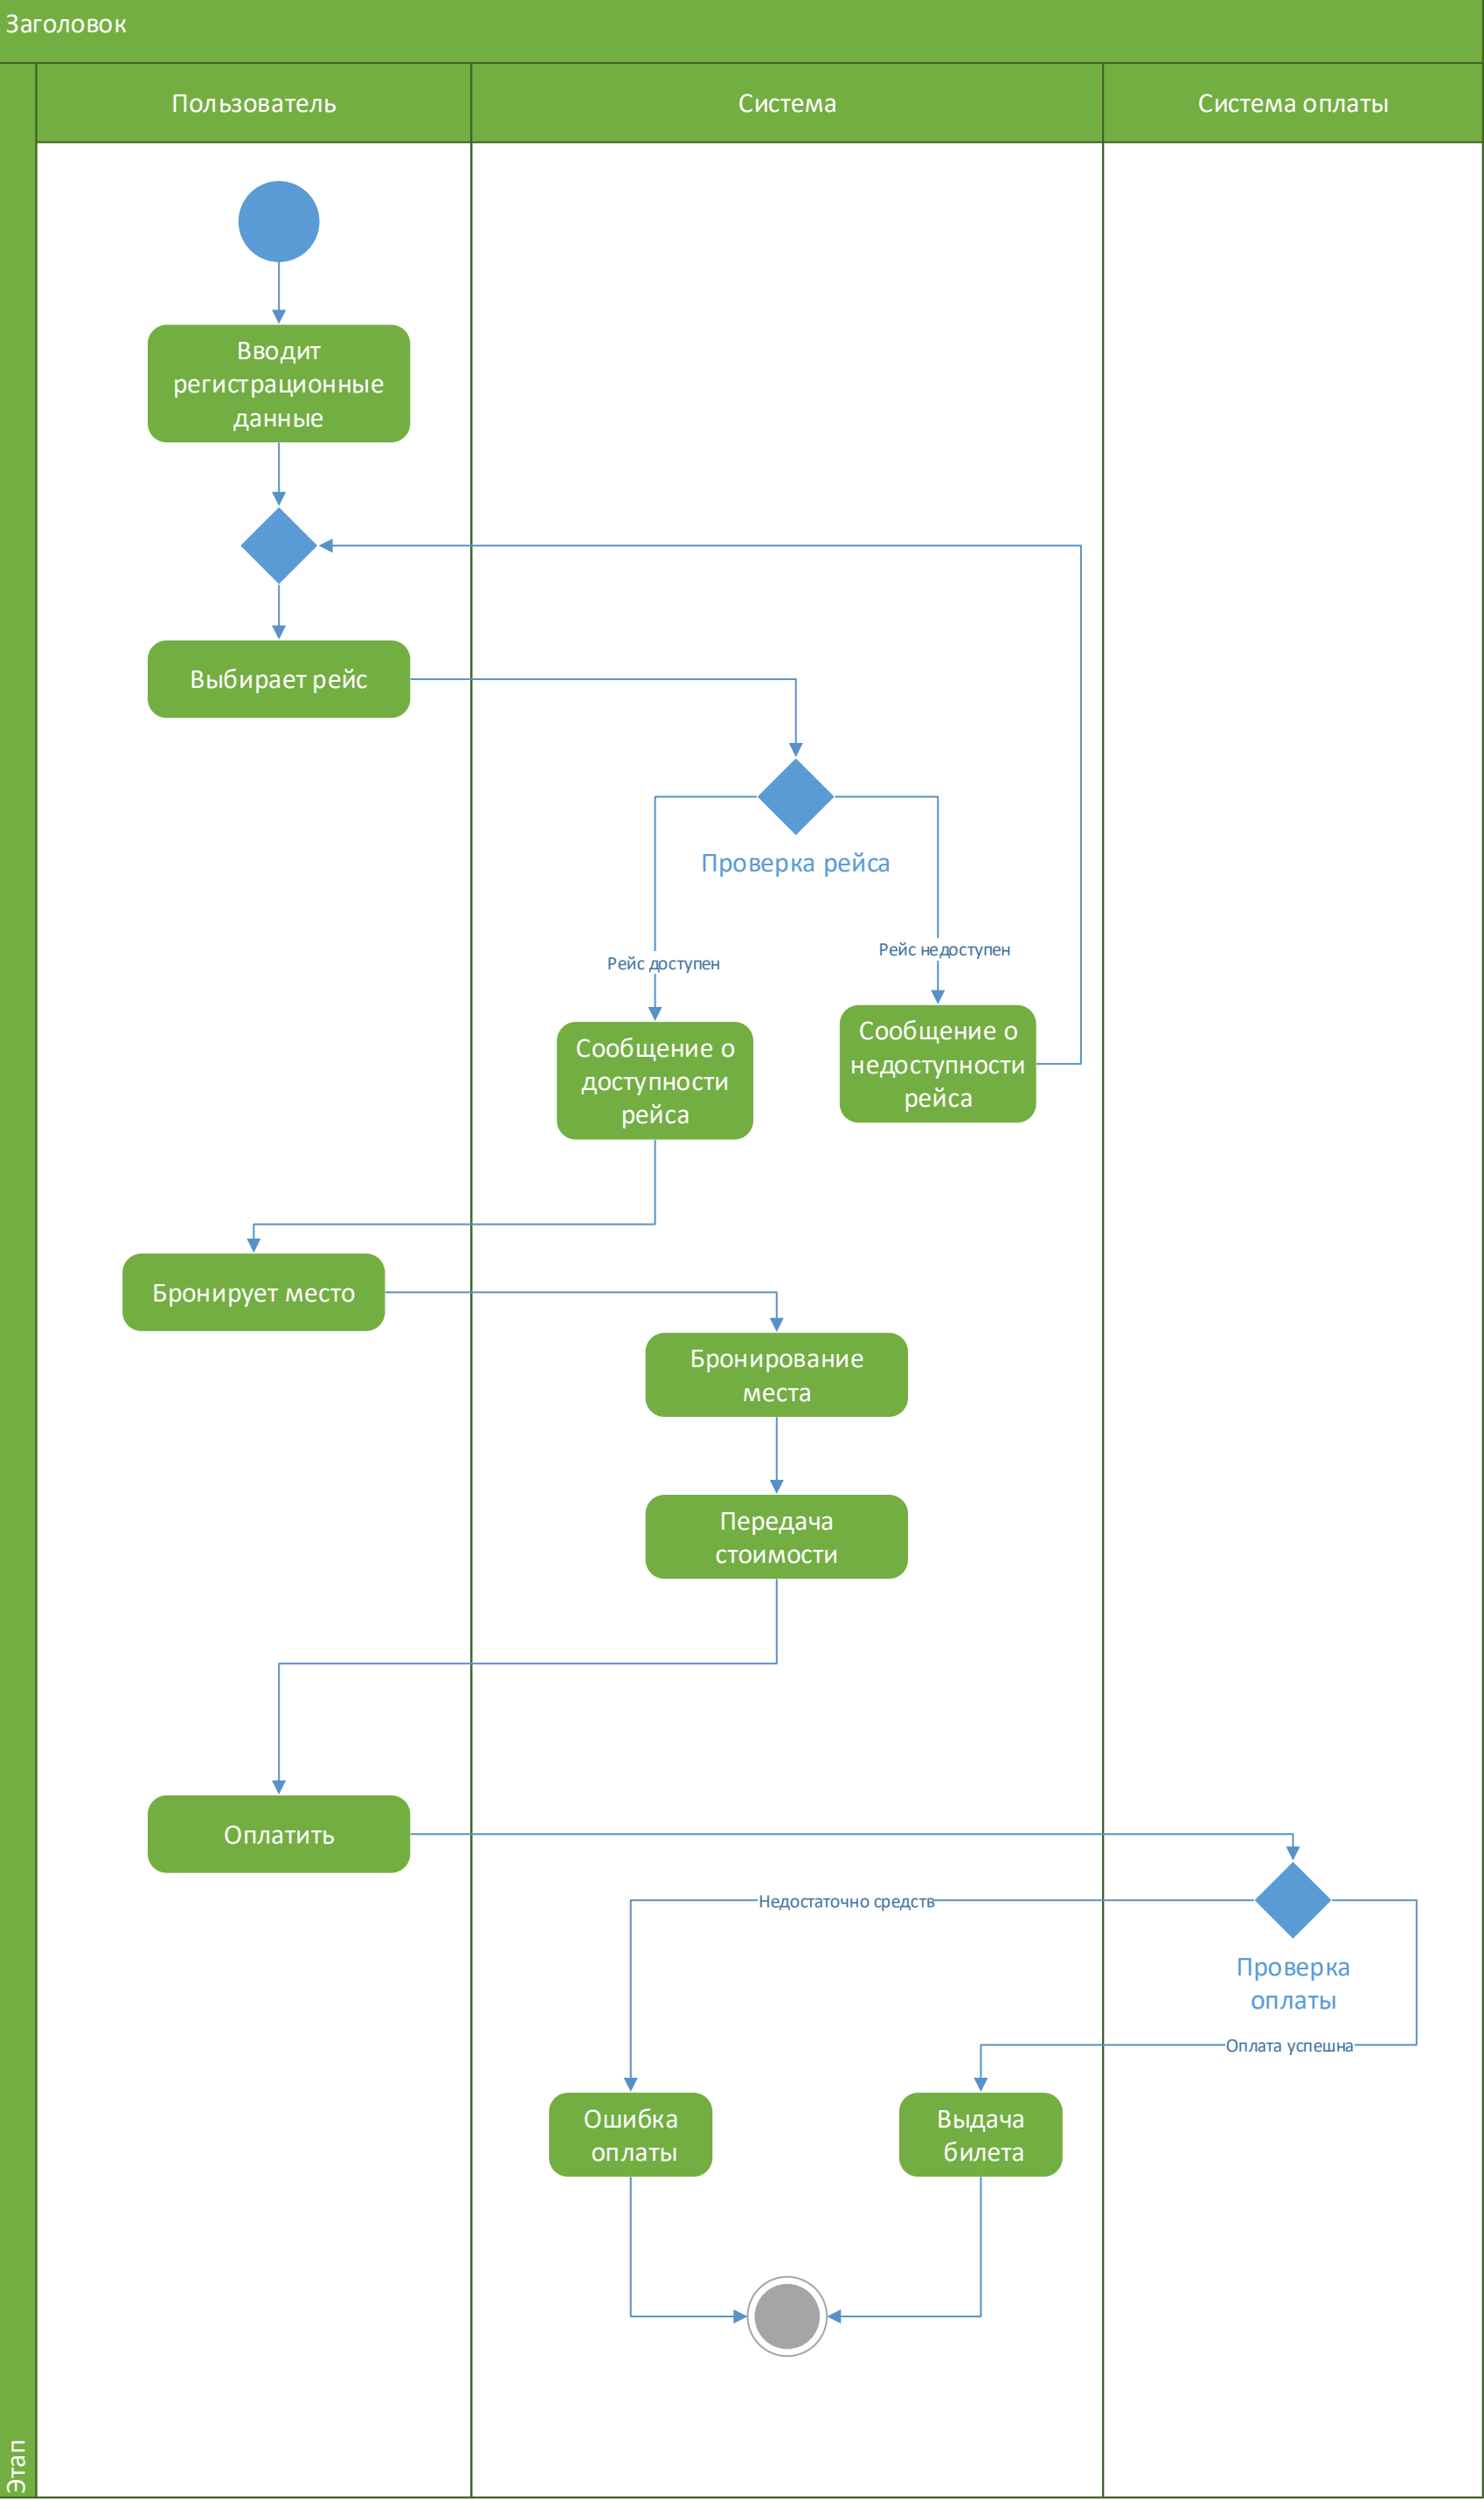 Заголовок
Пользователь
Система
Система оплаты
Вводит
регистрационные
данные
Выбирает рейс
Проверка рейса
Рейс доступен
Рейс недоступен
Сообщение о
доступности
рейса
Сообщение о
недоступности
рейса
Бронирует место
Бронирование
места
Передача
стоимости
Оплатить
Недостаточно средств
Проверка
оплаты
Оплата успешна
Ошибка
оплаты
Выдача
билета
Этап